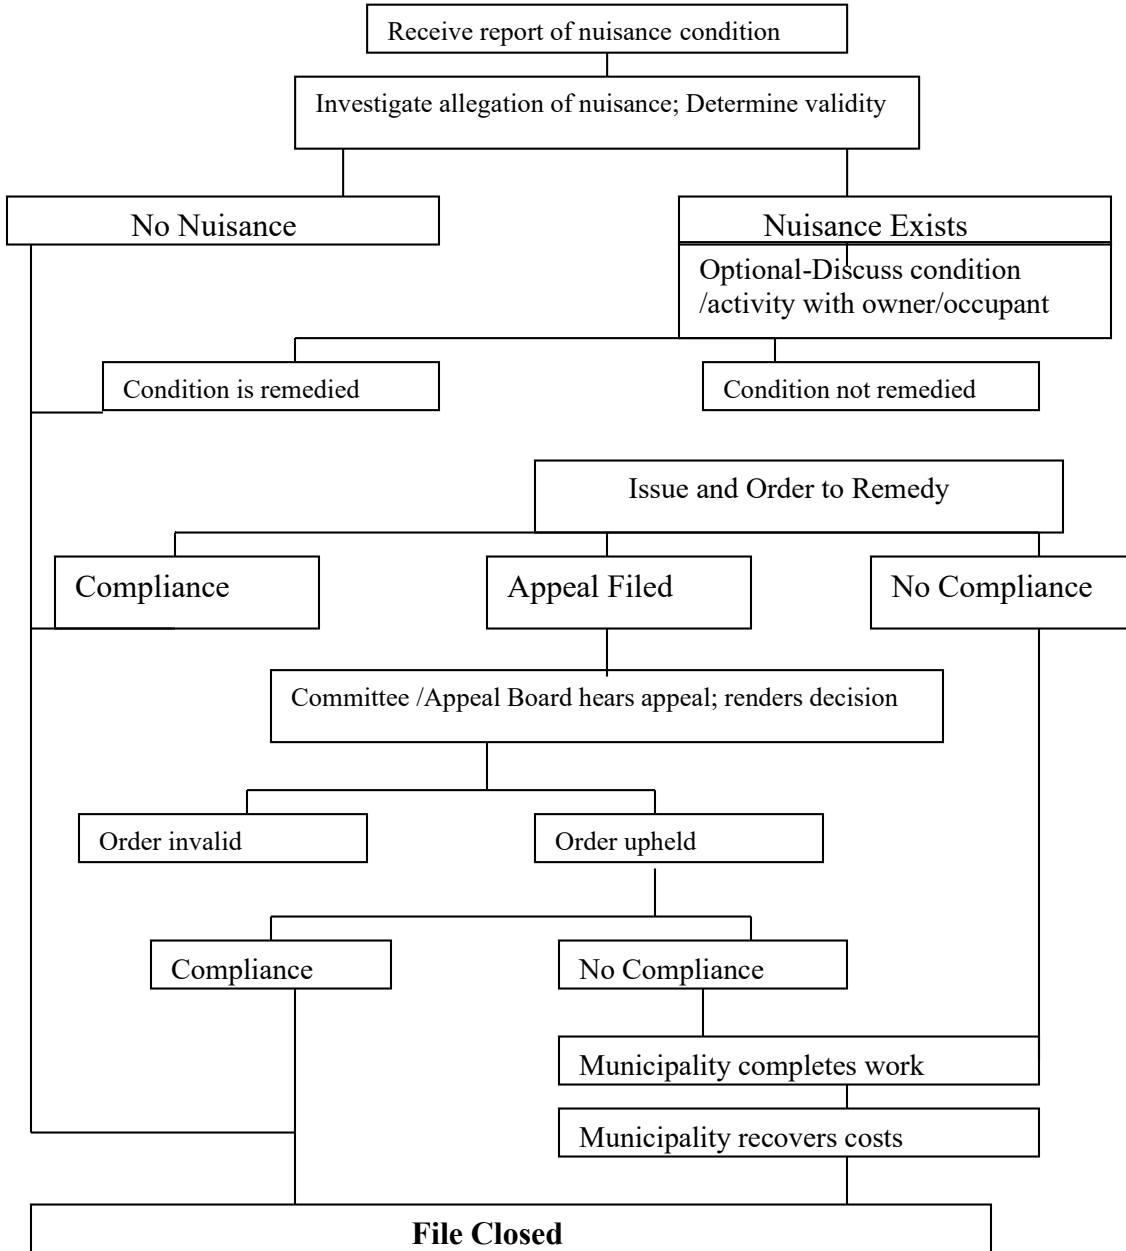 Receive report of nuisance condition
Investigate allegation of nuisance; Determine validity
No Nuisance
Nuisance Exists
Optional-Discuss condition
/activity with owner/occupant
Condition is remedied
Condition not remedied
Issue and Order to Remedy
Compliance
Appeal Filed
No Compliance
Committee /Appeal Board hears appeal; renders decision
Order invalid
Order upheld
Compliance
No Compliance
Municipality completes work
Municipality recovers costs
File Closed